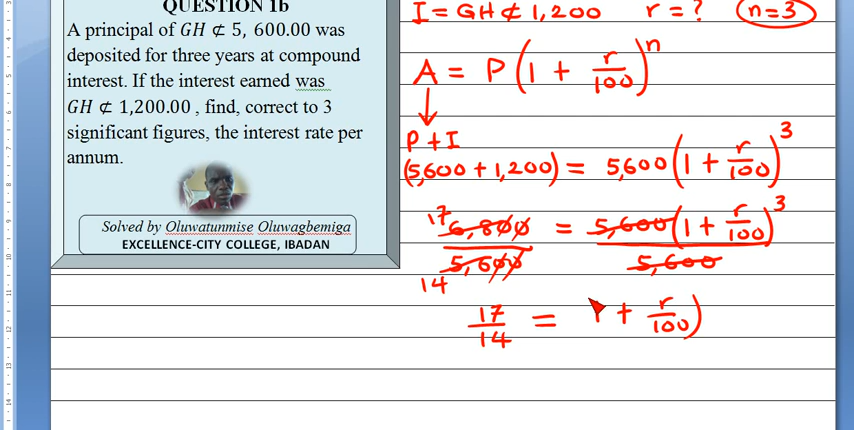 QUESTION 1b
A principal of GH ₵ 5, 600.00 was
deposited for three years at compound
interest. If the interest earned was
GH ₵ 1,200.00 , find, correct to 3
significant figures, the interest rate per
annum.
Solved by Oluwatunmise Oluwagbemiga
EXCELLENCE-CITY COLLEGE, IBADAN
I = GH ₵ 1,200 r = ? n=3
A = P(1 + r/100)^n
P + I
(5,600 + 1,200) = 5,600(1 + r/100)^3
17 6,800/5,600 14 = 5,600(1 + r/100)^3/5,600
17/14 = 1 + r/100)